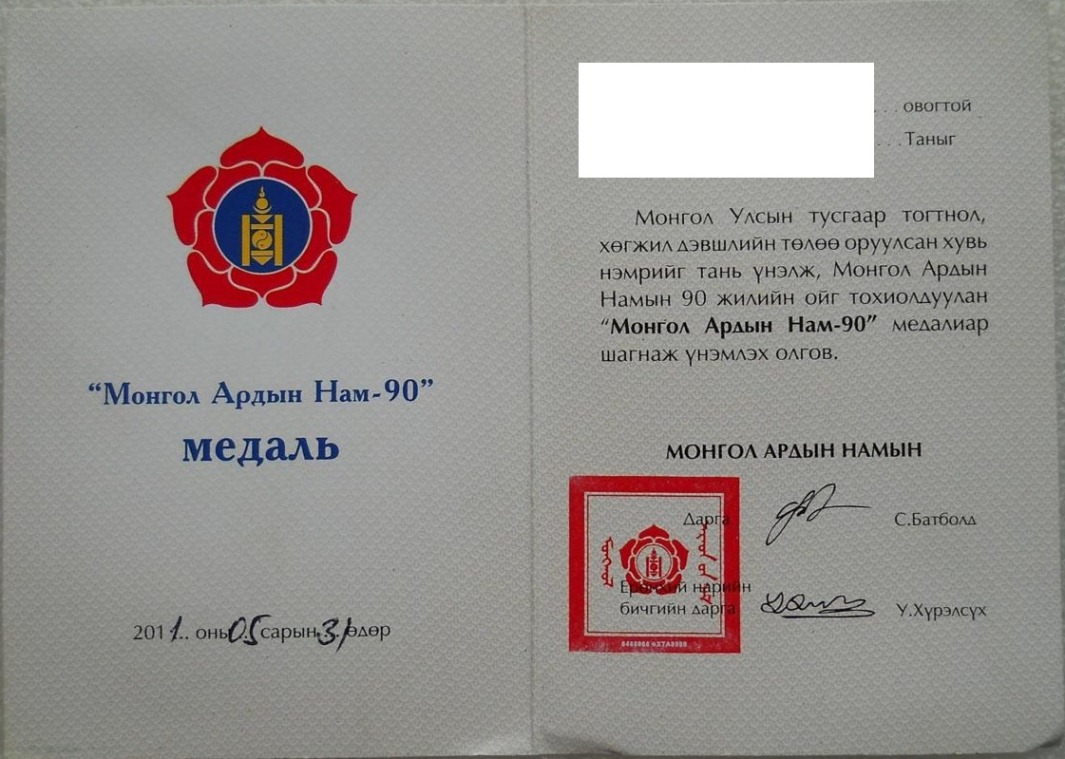 “Монгол Ардын Нам-90”
медаль
2011.. оны 05 сарын 31 өдөр
. . . овогтой
. . . Таныг
Монгол Улсын тусгаар тогтнол,
хөгжил дэвшлийн төлөө оруулсан хувь
нэмрийг тань үнэлж, Монгол Ардын
Намын 90 жилийн ойг тохиолдуулан
“Монгол Ардын Нам-90” медалиар
шагнаж үнэмлэх олгов.
МОНГОЛ АРДЫН НАМЫН
Дарга С.Батболд
Ерөнхий нарийн
бичгийн дарга У.Хүрэлсүх